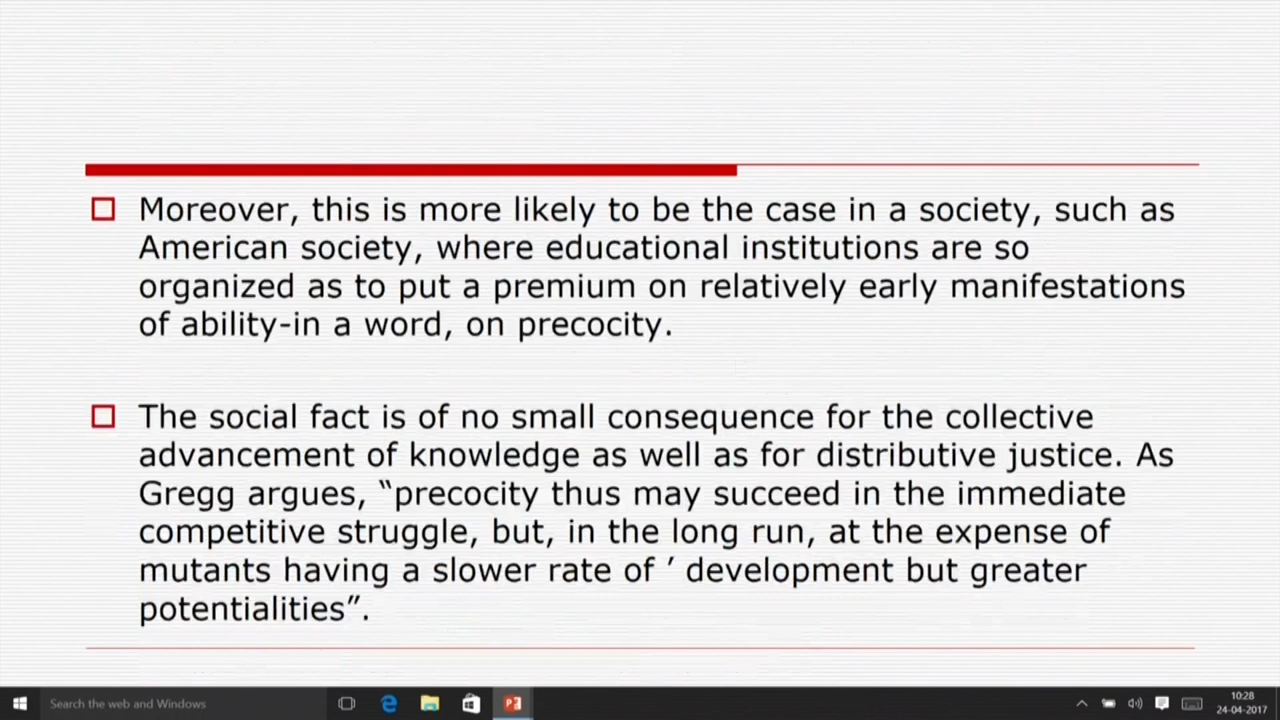 Moreover, this is more likely to be the case in a society, such as
American society, where educational institutions are so
organized as to put a premium on relatively early manifestations
of ability-in a word, on precocity.
The social fact is of no small consequence for the collective
advancement of knowledge as well as for distributive justice. As
Gregg argues, “precocity thus may succeed in the immediate
competitive struggle, but, in the long run, at the expense of
mutants having a slower rate of ’ development but greater
potentialities”.
Search the web and Windows
10:28
24-04-2017